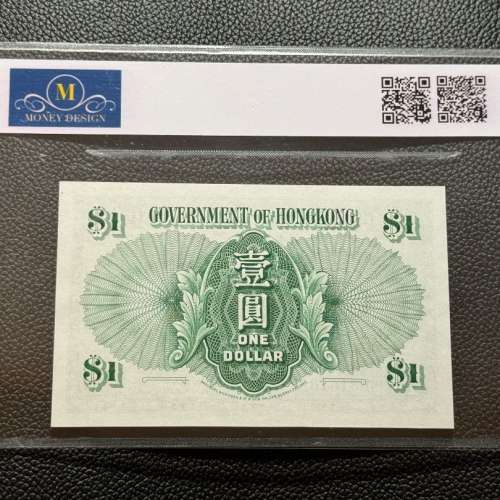 M
MONEY DESIGN
$1 GOVERNMENT OF HONGKONG $1
壹
圓
ONE
DOLLAR
$1 $1